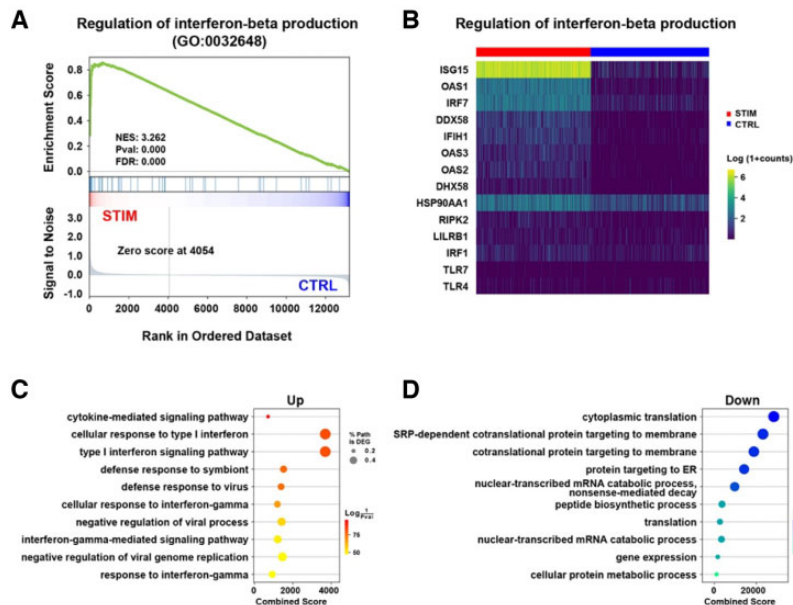 A
Regulation of interferon-beta production
(GO:0032648)
Enrichment Score
0.8
0.6
0.4
0.2
0.0
NES: 3.262
Pval: 0.000
FDR: 0.000
STIM
Signal to Noise
3.0
2.0
1.0
0.0
-1.0
Zero score at 4054
CTRL
0 2000 4000 6000 8000 10000 12000
Rank in Ordered Dataset
B
Regulation of interferon-beta production
ISG15
OAS1
IRF7
DDX58
IFIH1
OAS3
OAS2
DHX58
HSP90AA1
RIPK2
LILRB1
IRF1
TLR7
TLR4
STIM
CTRL
Log (1+counts)
6
4
2
C
Up
cytokine-mediated signaling pathway
cellular response to type I interferon
type I interferon signaling pathway
defense response to symbiont
defense response to virus
cellular response to interferon-gamma
negative regulation of viral process
interferon-gamma-mediated signaling pathway
negative regulation of viral genome replication
response to interferon-gamma
0 2000 4000
Combined Score
% Path
is DEG
0.2
0.4
Log 1/Pval
75
50
D
Down
cytoplasmic translation
SRP-dependent cotranslational protein targeting to membrane
cotranslational protein targeting to membrane
protein targeting to ER
nuclear-transcribed mRNA catabolic process,
nonsense-mediated decay
peptide biosynthetic process
translation
nuclear-transcribed mRNA catabolic process
gene expression
cellular protein metabolic process
0 20000
Combined Score